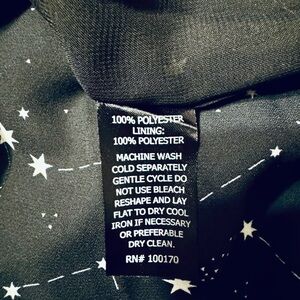 100% POLYESTER
LINING:
100% POLYESTER
MACHINE WASH
COLD SEPARATELY
GENTLE CYCLE DO
NOT USE BLEACH
RESHAPE AND LAY
FLAT TO DRY COOL
IRON IF NECESSARY
OR PREFERABLE
DRY CLEAN.
RN# 100170